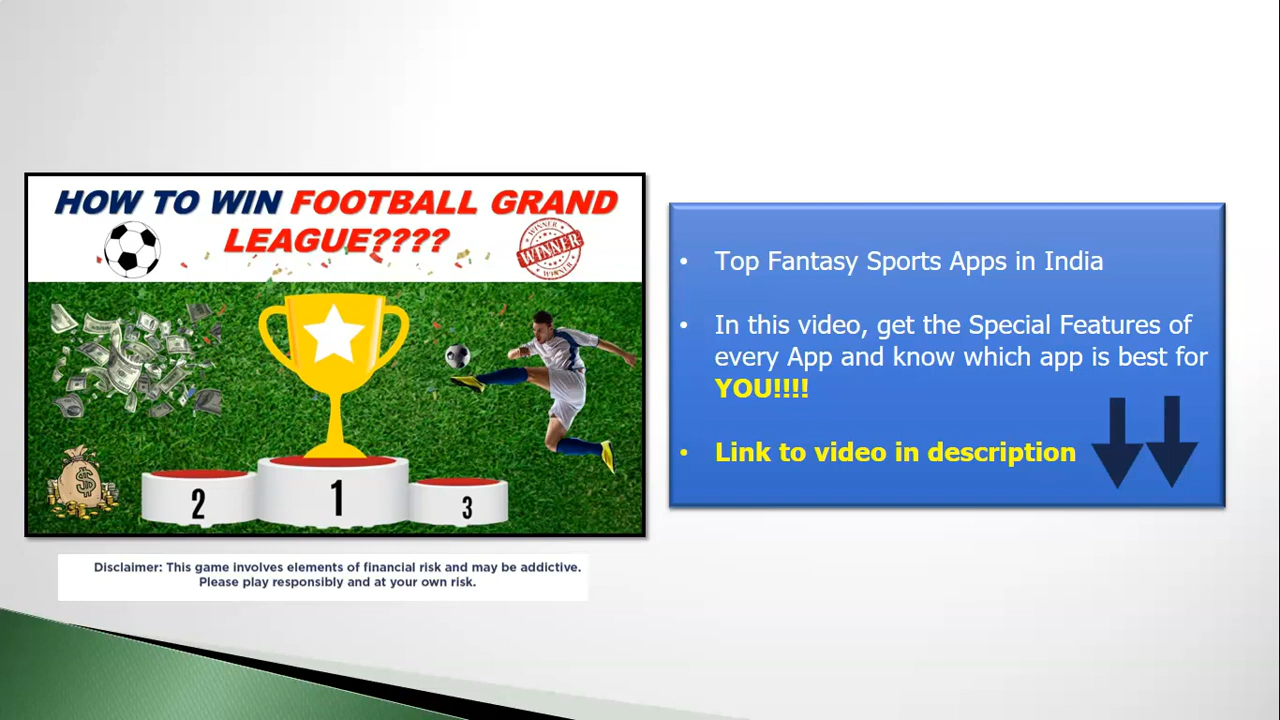 HOW TO WIN FOOTBALL GRAND
LEAGUE????
WINNER
WINNER
WINNER
$
2
1
3
Disclaimer: This game involves elements of financial risk and may be addictive.
Please play responsibly and at your own risk.
• Top Fantasy Sports Apps in India
• In this video, get the Special Features of
every App and know which app is best for
YOU!!!!
• Link to video in description